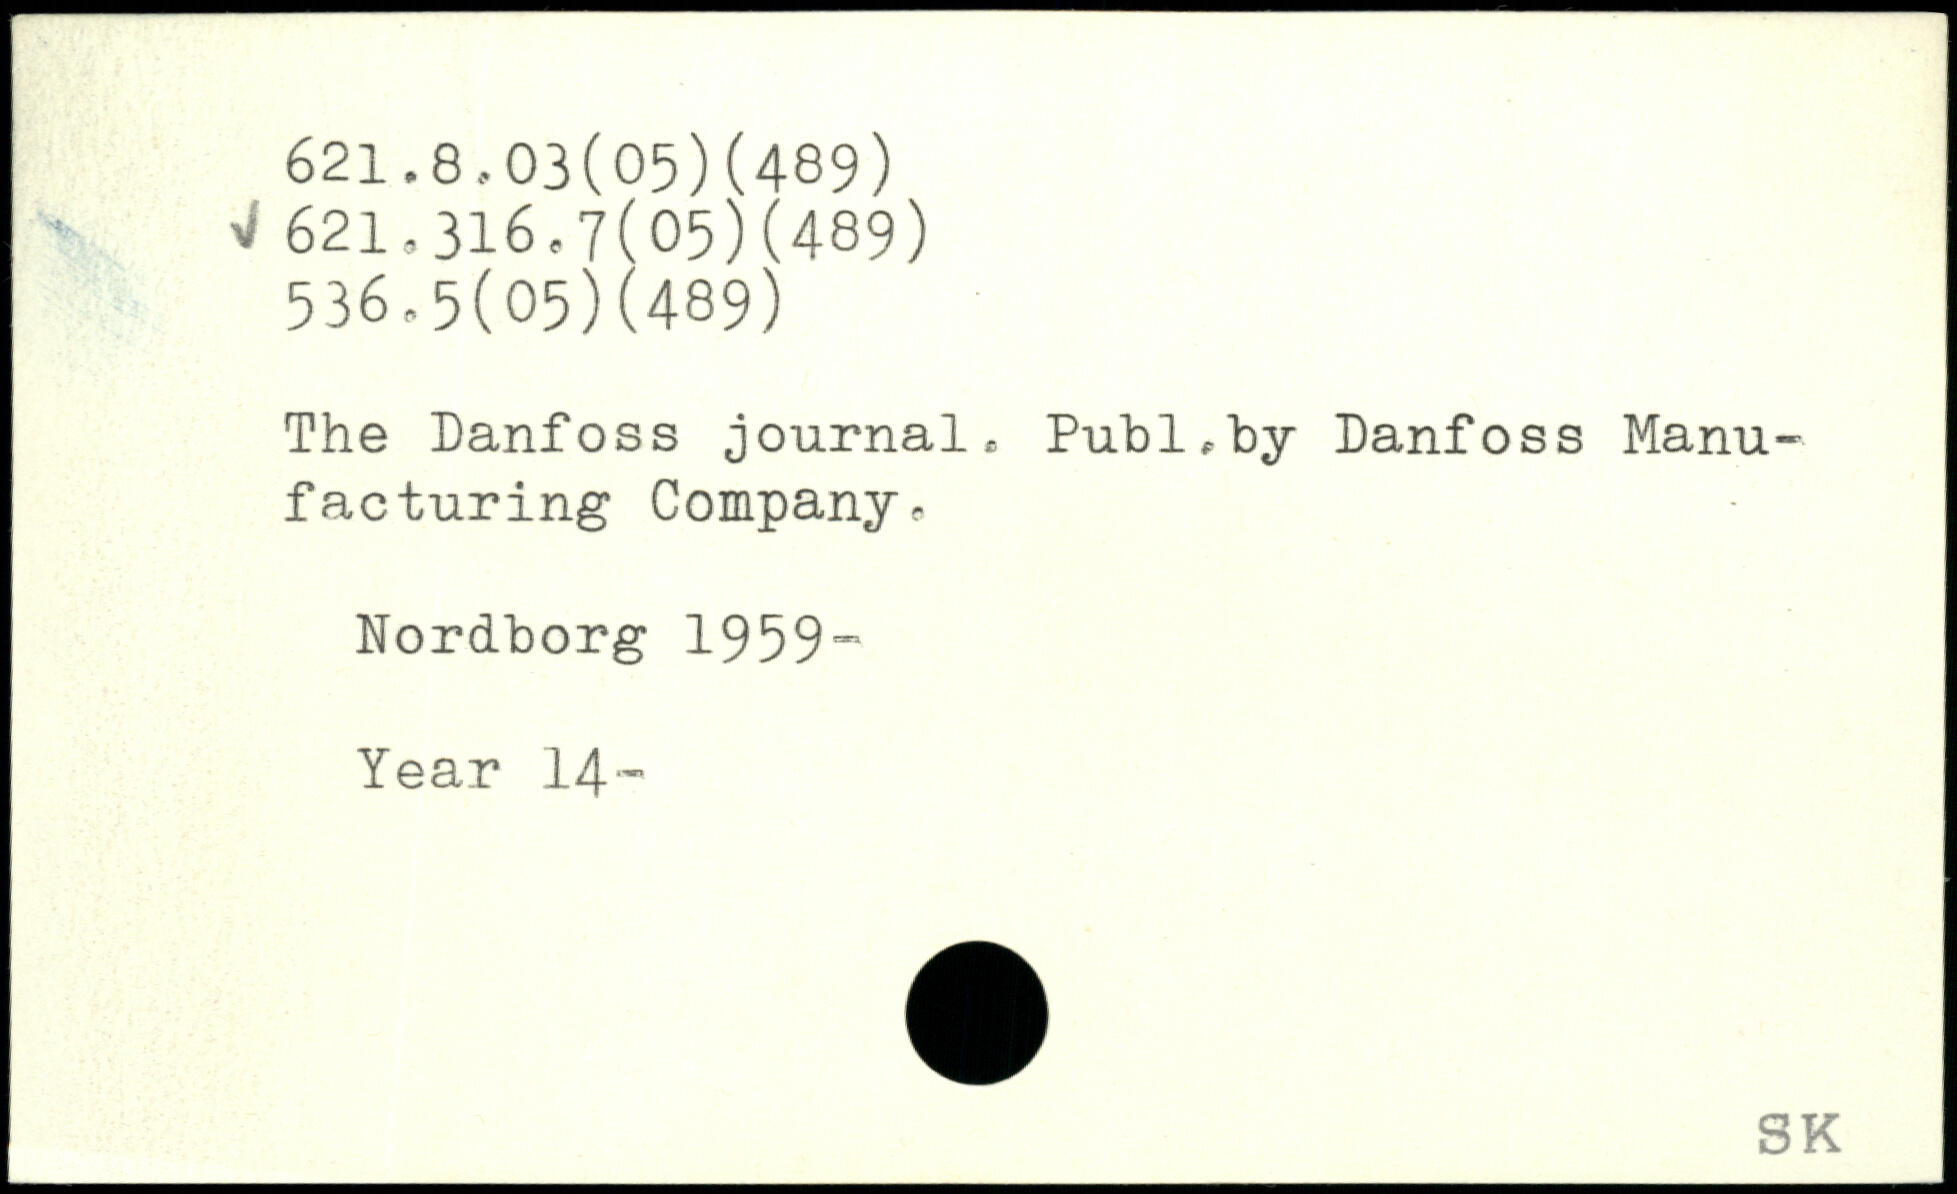 621.8.03(05)(489)
✓ 621.316.7(05)(489)
536.5(05)(489)
The Danfoss journal. Publ.by Danfoss Manu-
facturing Company.
Nordborg 1959-
Year 14-
SK